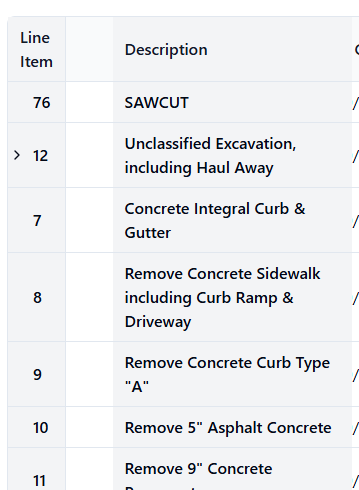 Line
Item
Description
76
SAWCUT
12
Unclassified Excavation,
including Haul Away
7
Concrete Integral Curb &
Gutter
8
Remove Concrete Sidewalk
including Curb Ramp &
Driveway
9
Remove Concrete Curb Type
"A"
10
Remove 5" Asphalt Concrete
11
Remove 9" Concrete